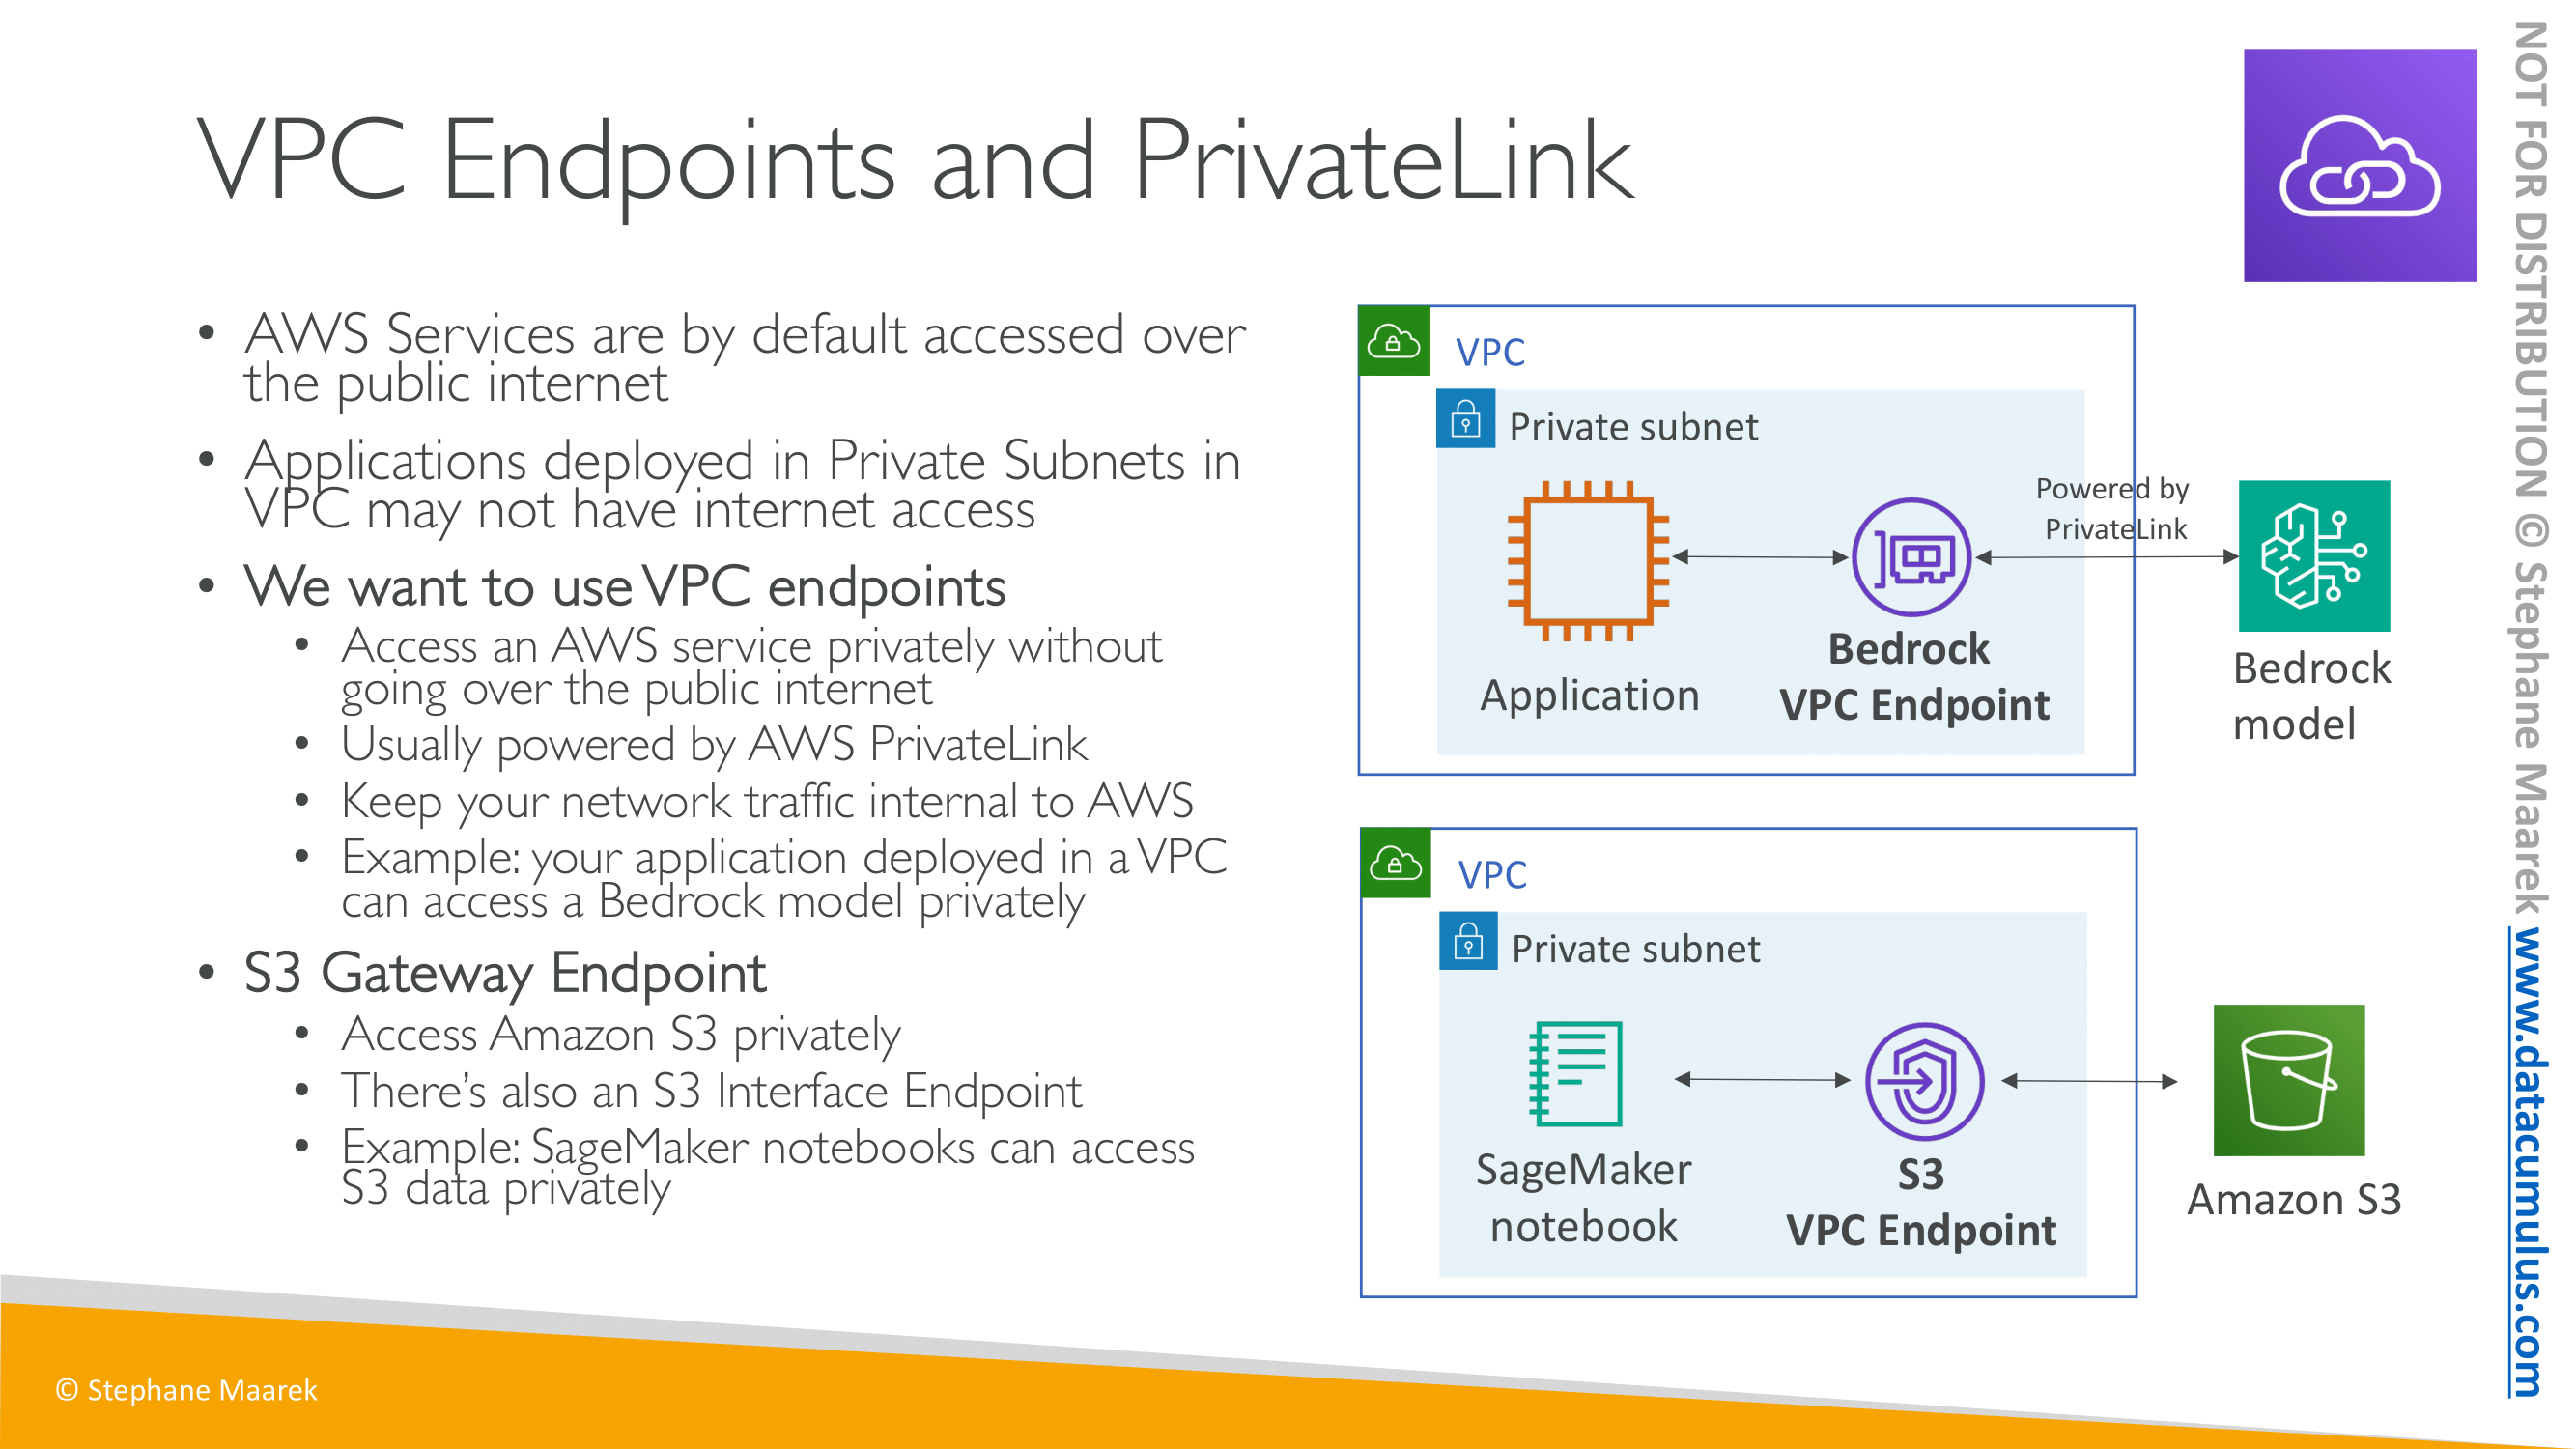 VPC Endpoints and PrivateLink
• AWS Services are by default accessed over
the public internet
• Applications deployed in Private Subnets in
VPC may not have internet access
• We want to use VPC endpoints
• Access an AWS service privately without
going over the public internet
• Usually powered by AWS PrivateLink
• Keep your network traffic internal to AWS
• Example: your application deployed in a VPC
can access a Bedrock model privately
• S3 Gateway Endpoint
• Access Amazon S3 privately
• There's also an S3 Interface Endpoint
• Example: SageMaker notebooks can access
S3 data privately
VPC
Private subnet
Application
Bedrock
VPC Endpoint
Powered by
PrivateLink
Bedrock
model
VPC
Private subnet
SageMaker
notebook
S3
VPC Endpoint
Amazon S3
© Stephane Maarek
NOT FOR DISTRIBUTION © Stephane Maarek www.datacumulus.com